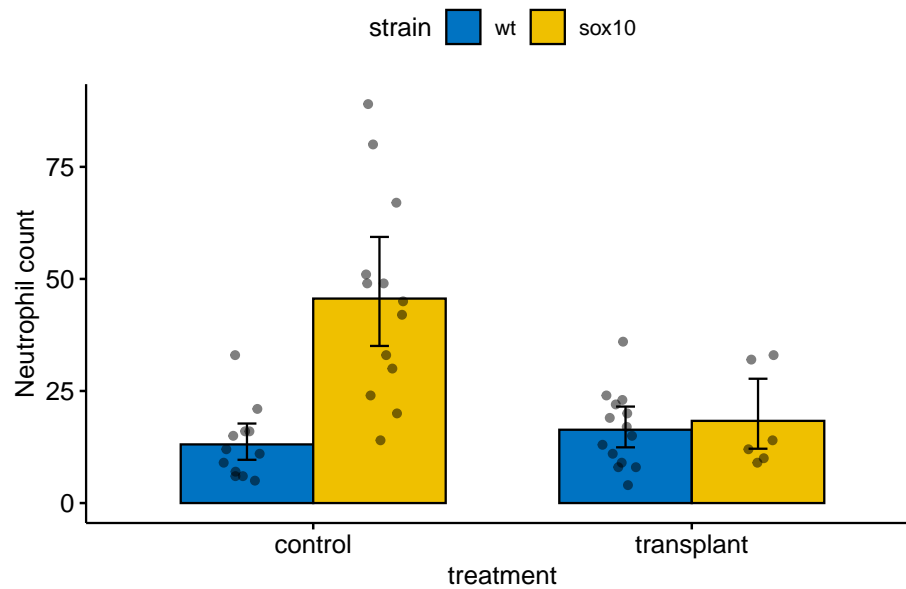 strain wt sox10
75
50
25
0
Neutrophil count
control transplant
treatment